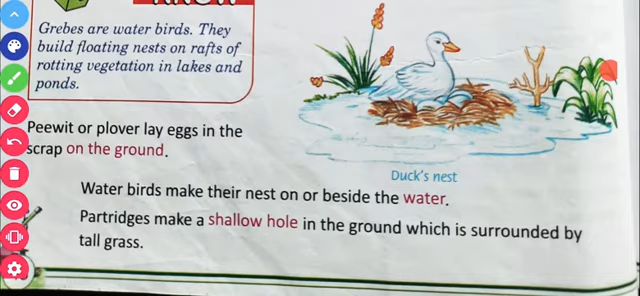 Grebes are water birds. They
build floating nests on rafts of
rotting vegetation in lakes and
ponds.
Peewit or plover lay eggs in the
scrap on the ground.
Duck's nest
Water birds make their nest on or beside the water.
Partridges make a shallow hole in the ground which is surrounded by
tall grass.